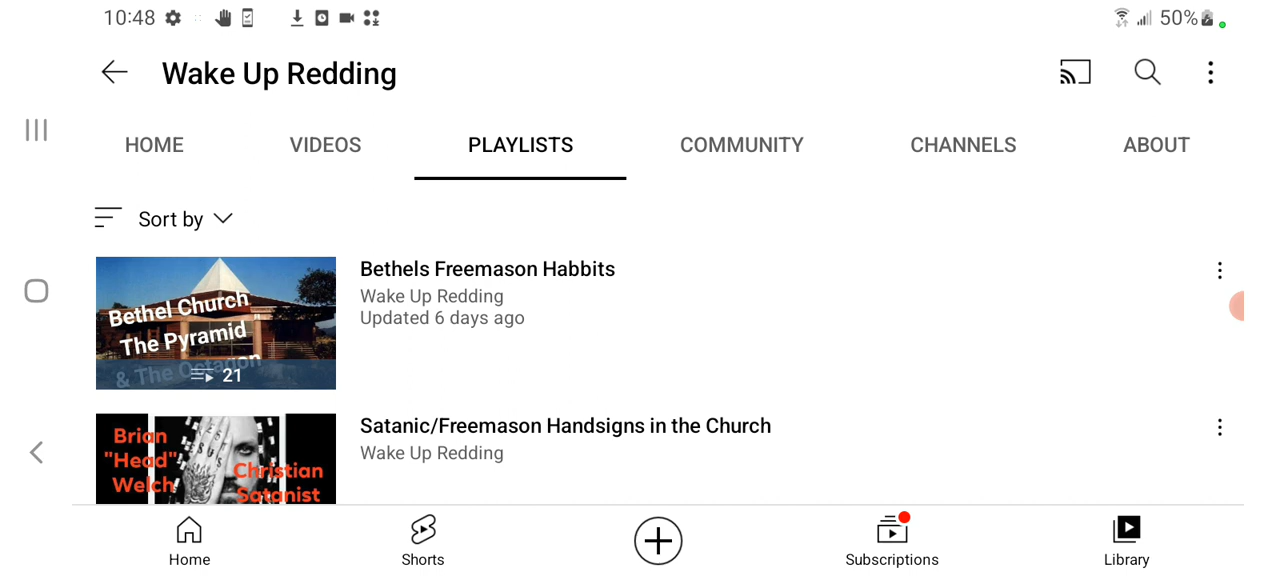 10:48
50%
Wake Up Redding
HOME
VIDEOS
PLAYLISTS
COMMUNITY
CHANNELS
ABOUT
Sort by
Bethel Church
The Pyramid
& The Octagon
21
Bethels Freemason Habbits
Wake Up Redding
Updated 6 days ago
Brian
"Head"
Welch
Christian
Satanist
Satanic/Freemason Handsigns in the Church
Wake Up Redding
Home
Shorts
Subscriptions
Library